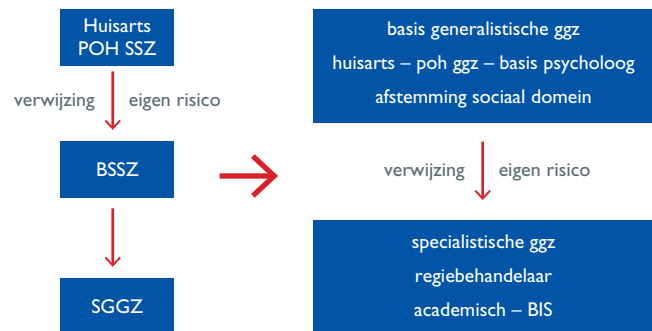 Huisarts
POH SSZ
verwijzing eigen risico
BSSZ
SGGZ
basis generalistische ggz
huisarts – poh ggz – basis psycholoog
afstemming sociaal domein
verwijzing eigen risico
specialistische ggz
regiebehandelaar
academisch – BIS